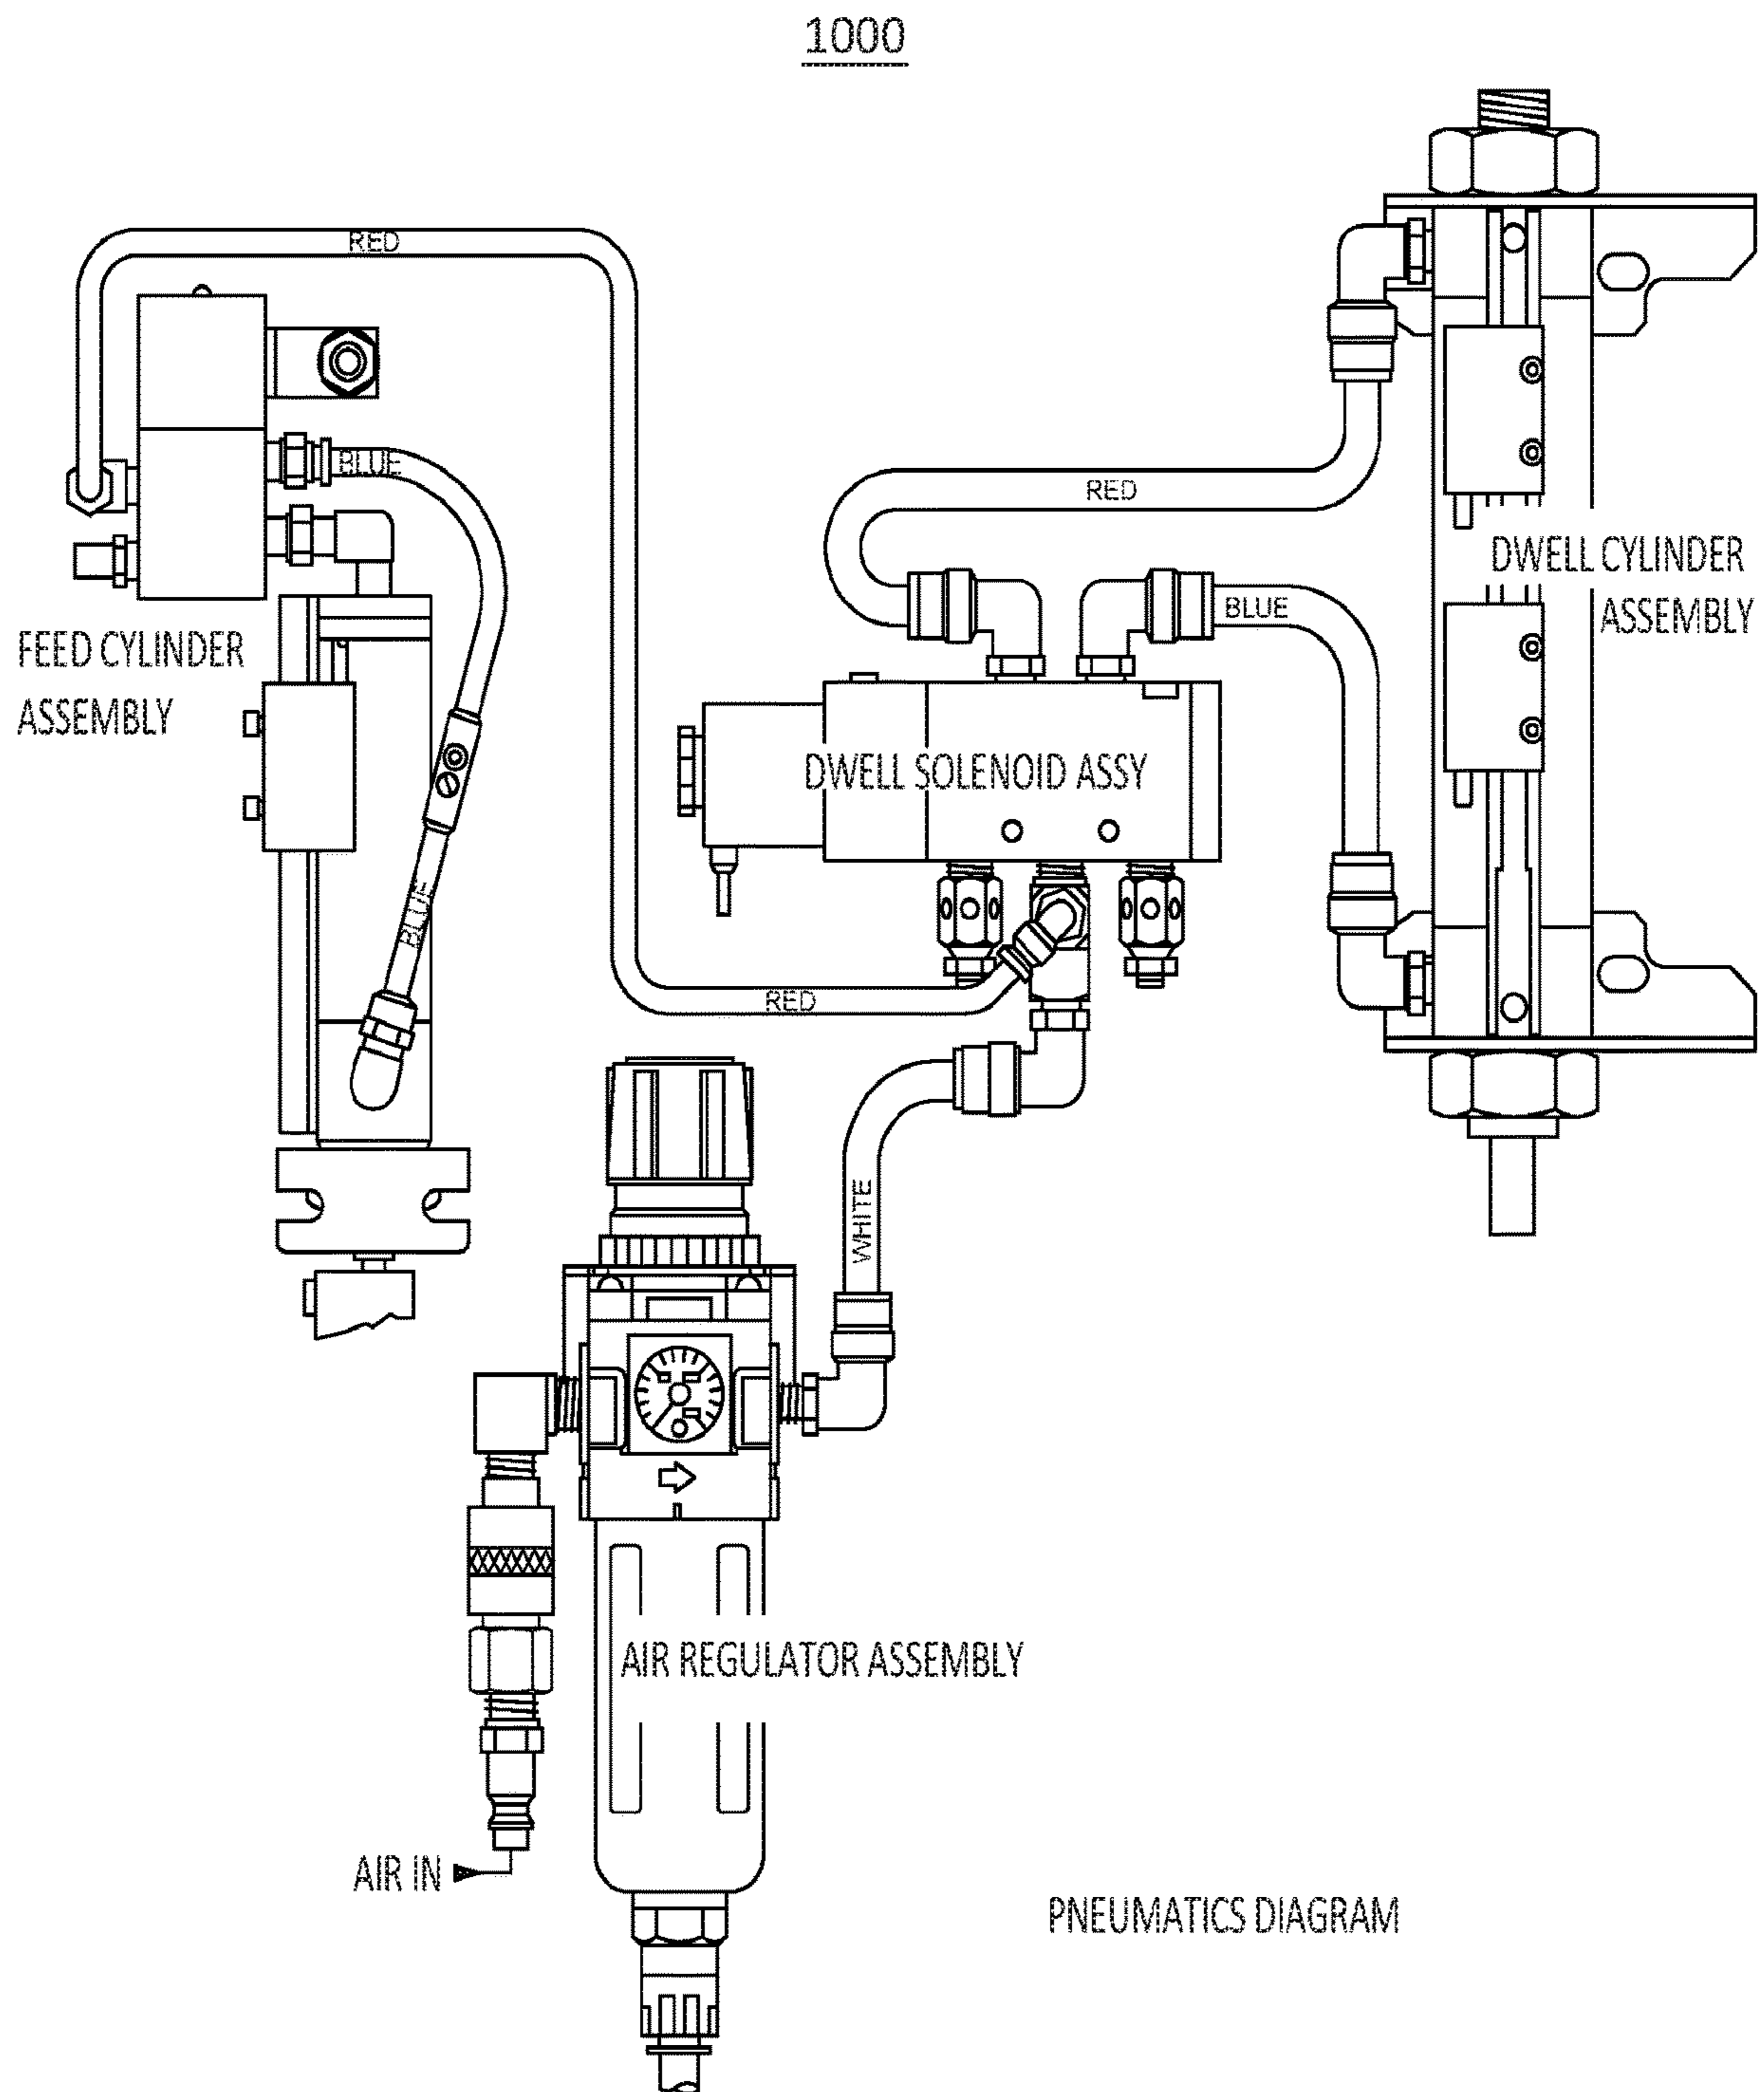 1000
RED
BLUE
RED
DWELL CYLINDER
ASSEMBLY
BLUE
FEED CYLINDER
ASSEMBLY
DWELL SOLENOID ASSY
BLUE
RED
WHITE
AIR REGULATOR ASSEMBLY
AIR IN
PNEUMATICS DIAGRAM